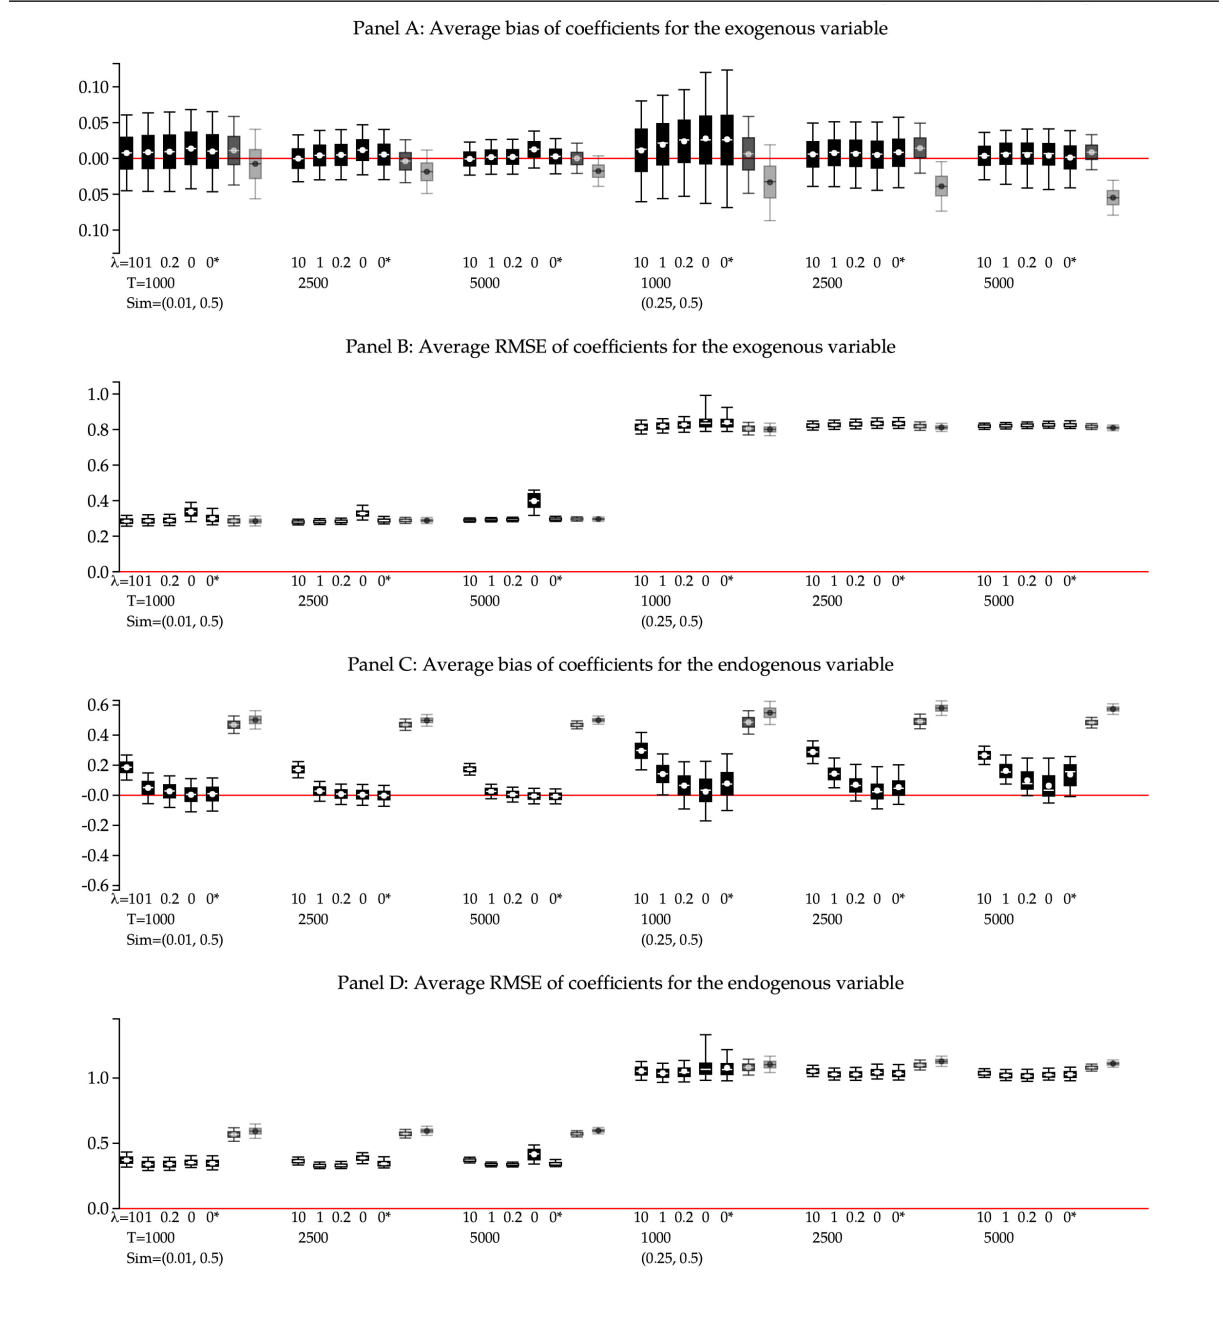 Panel A: Average bias of coefficients for the exogenous variable
0.10
0.05
0.00
0.05
0.10
λ=101 0.2 0 0* 10 1 0.2 0 0* 10 1 0.2 0 0* 10 1 0.2 0 0* 10 1 0.2 0 0* 10 1 0.2 0 0*
T=1000 2500 5000 1000 2500 5000
Sim=(0.01, 0.5) (0.25, 0.5)
Panel B: Average RMSE of coefficients for the exogenous variable
1.0
0.8
0.6
0.4
0.2
0.0
λ=101 0.2 0 0* 10 1 0.2 0 0* 10 1 0.2 0 0* 10 1 0.2 0 0* 10 1 0.2 0 0* 10 1 0.2 0 0*
T=1000 2500 5000 1000 2500 5000
Sim=(0.01, 0.5) (0.25, 0.5)
Panel C: Average bias of coefficients for the endogenous variable
0.6
0.4
0.2
-0.0
-0.2
-0.4
-0.6
λ=101 0.2 0 0* 10 1 0.2 0 0* 10 1 0.2 0 0* 10 1 0.2 0 0* 10 1 0.2 0 0* 10 1 0.2 0 0*
T=1000 2500 5000 1000 2500 5000
Sim=(0.01, 0.5) (0.25, 0.5)
Panel D: Average RMSE of coefficients for the endogenous variable
1.0
0.5
0.0
λ=101 0.2 0 0* 10 1 0.2 0 0* 10 1 0.2 0 0* 10 1 0.2 0 0* 10 1 0.2 0 0* 10 1 0.2 0 0*
T=1000 2500 5000 1000 2500 5000
Sim=(0.01, 0.5) (0.25, 0.5)